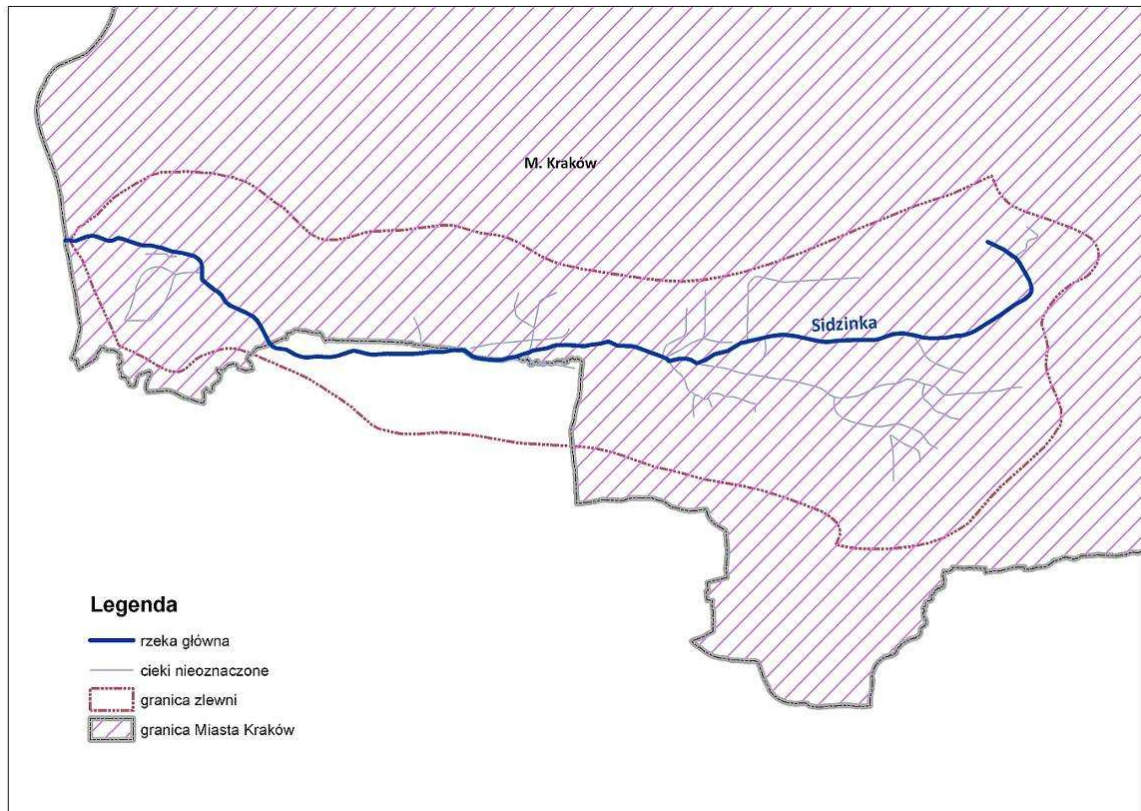 M. Kraków
Sidzinka
Legenda
rzeka główna
cieki nieoznaczone
granica zlewni
granica Miasta Kraków